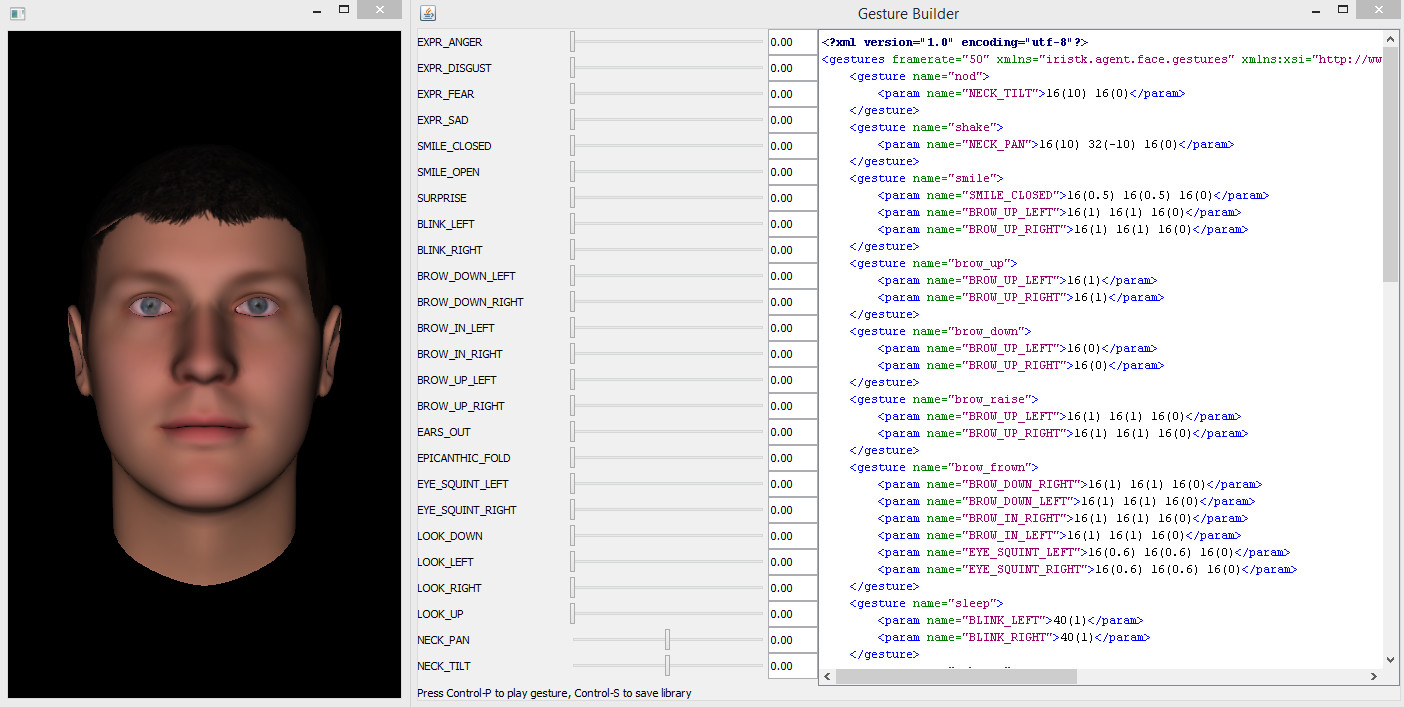 Gesture Builder
EXPR_ANGER 0.00
EXPR_DISGUST 0.00
EXPR_FEAR 0.00
EXPR_SAD 0.00
SMILE_CLOSED 0.00
SMILE_OPEN 0.00
SURPRISE 0.00
BLINK_LEFT 0.00
BLINK_RIGHT 0.00
BROW_DOWN_LEFT 0.00
BROW_DOWN_RIGHT 0.00
BROW_IN_LEFT 0.00
BROW_IN_RIGHT 0.00
BROW_UP_LEFT 0.00
BROW_UP_RIGHT 0.00
EARS_OUT 0.00
EPICANTHIC_FOLD 0.00
EYE_SQUINT_LEFT 0.00
EYE_SQUINT_RIGHT 0.00
LOOK_DOWN 0.00
LOOK_LEFT 0.00
LOOK_RIGHT 0.00
LOOK_UP 0.00
NECK_PAN 0.00
NECK_TILT 0.00
Press Control-P to play gesture, Control-S to save library
<?xml version="1.0" encoding="utf-8"?>
<gestures framerate="50" xmlns="iristk.agent.face.gestures" xmlns:xsi="http://ww
<gesture name="nod">
<param name="NECK_TILT">16(10) 16(0)</param>
</gesture>
<gesture name="shake">
<param name="NECK_PAN">16(10) 32(-10) 16(0)</param>
</gesture>
<gesture name="smile">
<param name="SMILE_CLOSED">16(0.5) 16(0.5) 16(0)</param>
<param name="BROW_UP_LEFT">16(1) 16(1) 16(0)</param>
<param name="BROW_UP_RIGHT">16(1) 16(1) 16(0)</param>
</gesture>
<gesture name="brow_up">
<param name="BROW_UP_LEFT">16(1)</param>
<param name="BROW_UP_RIGHT">16(1)</param>
</gesture>
<gesture name="brow_down">
<param name="BROW_UP_LEFT">16(0)</param>
<param name="BROW_UP_RIGHT">16(0)</param>
</gesture>
<gesture name="brow_raise">
<param name="BROW_UP_LEFT">16(1) 16(1) 16(0)</param>
<param name="BROW_UP_RIGHT">16(1) 16(1) 16(0)</param>
</gesture>
<gesture name="brow_frown">
<param name="BROW_DOWN_RIGHT">16(1) 16(1) 16(0)</param>
<param name="BROW_DOWN_LEFT">16(1) 16(1) 16(0)</param>
<param name="BROW_IN_RIGHT">16(1) 16(1) 16(0)</param>
<param name="BROW_IN_LEFT">16(1) 16(1) 16(0)</param>
<param name="EYE_SQUINT_LEFT">16(0.6) 16(0.6) 16(0)</param>
<param name="EYE_SQUINT_RIGHT">16(0.6) 16(0.6) 16(0)</param>
</gesture>
<gesture name="sleep">
<param name="BLINK_LEFT">40(1)</param>
<param name="BLINK_RIGHT">40(1)</param>
</gesture>